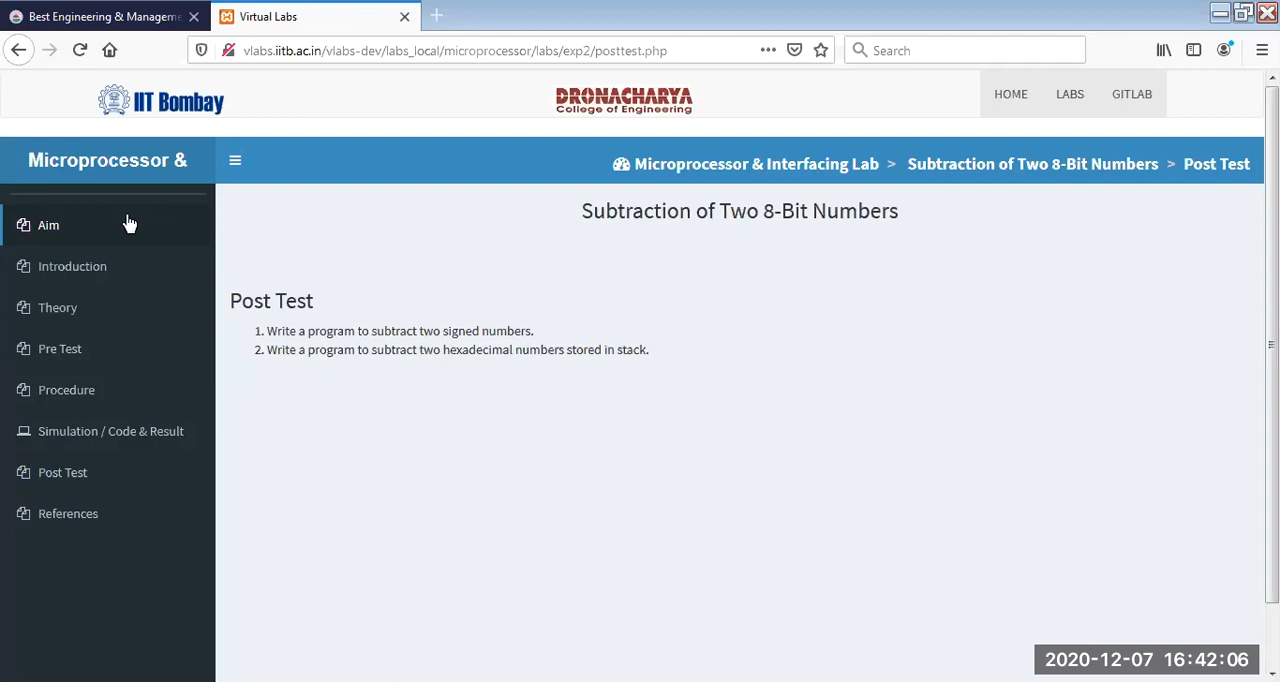 Best Engineering & Manageme
Virtual Labs
vlabs.iitb.ac.in/vlabs-dev/labs_local/microprocessor/labs/exp2/posttest.php
Search
IIT Bombay
DRONACHARYA
College of Engineering
HOME LABS GITLAB
Microprocessor &
Microprocessor & Interfacing Lab > Subtraction of Two 8-Bit Numbers > Post Test
Aim
Introduction
Theory
Pre Test
Procedure
Simulation / Code & Result
Post Test
References
Subtraction of Two 8-Bit Numbers
Post Test
1. Write a program to subtract two signed numbers.
2. Write a program to subtract two hexadecimal numbers stored in stack.
2020-12-07 16:42:06